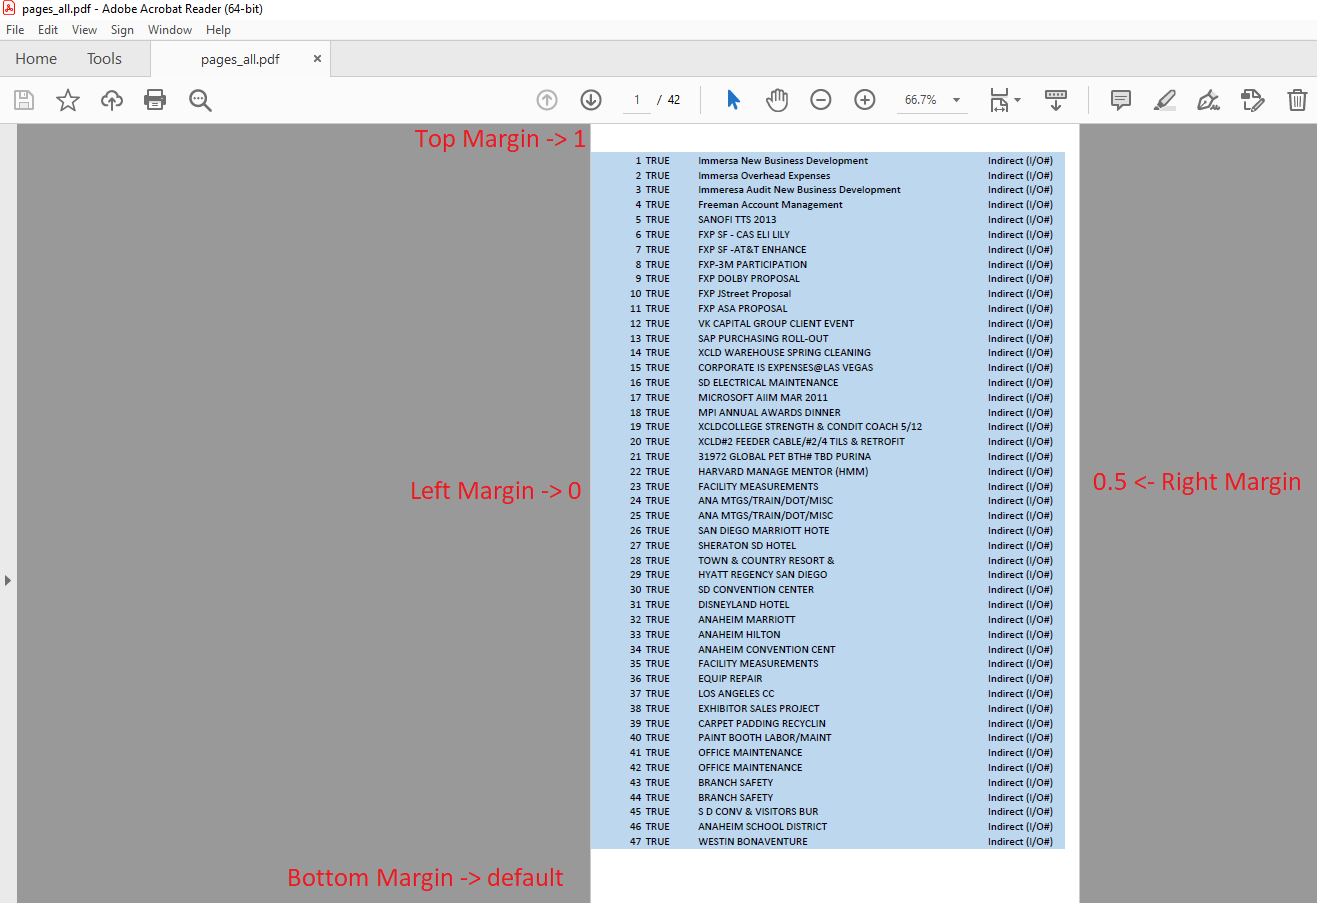 pages_all.pdf - Adobe Acrobat Reader (64-bit)
File Edit View Sign Window Help
Home Tools pages_all.pdf ×
1 / 42 66.7%
Top Margin -> 1
1 TRUE Immersa New Business Development Indirect (I/O#)
2 TRUE Immersa Overhead Expenses Indirect (I/O#)
3 TRUE Immeresa Audit New Business Development Indirect (I/O#)
4 TRUE Freeman Account Management Indirect (I/O#)
5 TRUE SANOFI TTS 2013 Indirect (I/O#)
6 TRUE FXP SF - CAS ELI LILY Indirect (I/O#)
7 TRUE FXP SF -AT&T ENHANCE Indirect (I/O#)
8 TRUE FXP-3M PARTICIPATION Indirect (I/O#)
9 TRUE FXP DOLBY PROPOSAL Indirect (I/O#)
10 TRUE FXP JStreet Proposal Indirect (I/O#)
11 TRUE FXP ASA PROPOSAL Indirect (I/O#)
12 TRUE VK CAPITAL GROUP CLIENT EVENT Indirect (I/O#)
13 TRUE SAP PURCHASING ROLL-OUT Indirect (I/O#)
14 TRUE XCLD WAREHOUSE SPRING CLEANING Indirect (I/O#)
15 TRUE CORPORATE IS EXPENSES@LAS VEGAS Indirect (I/O#)
16 TRUE SD ELECTRICAL MAINTENANCE Indirect (I/O#)
17 TRUE MICROSOFT AIIM MAR 2011 Indirect (I/O#)
18 TRUE MPI ANNUAL AWARDS DINNER Indirect (I/O#)
19 TRUE XCLDCOLLEGE STRENGTH & CONDIT COACH 5/12 Indirect (I/O#)
20 TRUE XCLD#2 FEEDER CABLE/#2/4 TILS & RETROFIT Indirect (I/O#)
21 TRUE 31972 GLOBAL PET BTH# TBD PURINA Indirect (I/O#)
22 TRUE HARVARD MANAGE MENTOR (HMM) Indirect (I/O#)
23 TRUE FACILITY MEASUREMENTS Indirect (I/O#)
Left Margin -> 0
0.5 <- Right Margin
24 TRUE ANA MTGS/TRAIN/DOT/MISC Indirect (I/O#)
25 TRUE ANA MTGS/TRAIN/DOT/MISC Indirect (I/O#)
26 TRUE SAN DIEGO MARRIOTT HOTE Indirect (I/O#)
27 TRUE SHERATON SD HOTEL Indirect (I/O#)
28 TRUE TOWN & COUNTRY RESORT & Indirect (I/O#)
29 TRUE HYATT REGENCY SAN DIEGO Indirect (I/O#)
30 TRUE SD CONVENTION CENTER Indirect (I/O#)
31 TRUE DISNEYLAND HOTEL Indirect (I/O#)
32 TRUE ANAHEIM MARRIOTT Indirect (I/O#)
33 TRUE ANAHEIM HILTON Indirect (I/O#)
34 TRUE ANAHEIM CONVENTION CENT Indirect (I/O#)
35 TRUE FACILITY MEASUREMENTS Indirect (I/O#)
36 TRUE EQUIP REPAIR Indirect (I/O#)
37 TRUE LOS ANGELES CC Indirect (I/O#)
38 TRUE EXHIBITOR SALES PROJECT Indirect (I/O#)
39 TRUE CARPET PADDING RECYCLIN Indirect (I/O#)
40 TRUE PAINT BOOTH LABOR/MAINT Indirect (I/O#)
41 TRUE OFFICE MAINTENANCE Indirect (I/O#)
42 TRUE OFFICE MAINTENANCE Indirect (I/O#)
43 TRUE BRANCH SAFETY Indirect (I/O#)
44 TRUE BRANCH SAFETY Indirect (I/O#)
45 TRUE S D CONV & VISITORS BUR Indirect (I/O#)
46 TRUE ANAHEIM SCHOOL DISTRICT Indirect (I/O#)
47 TRUE WESTIN BONAVENTURE Indirect (I/O#)
Bottom Margin -> default